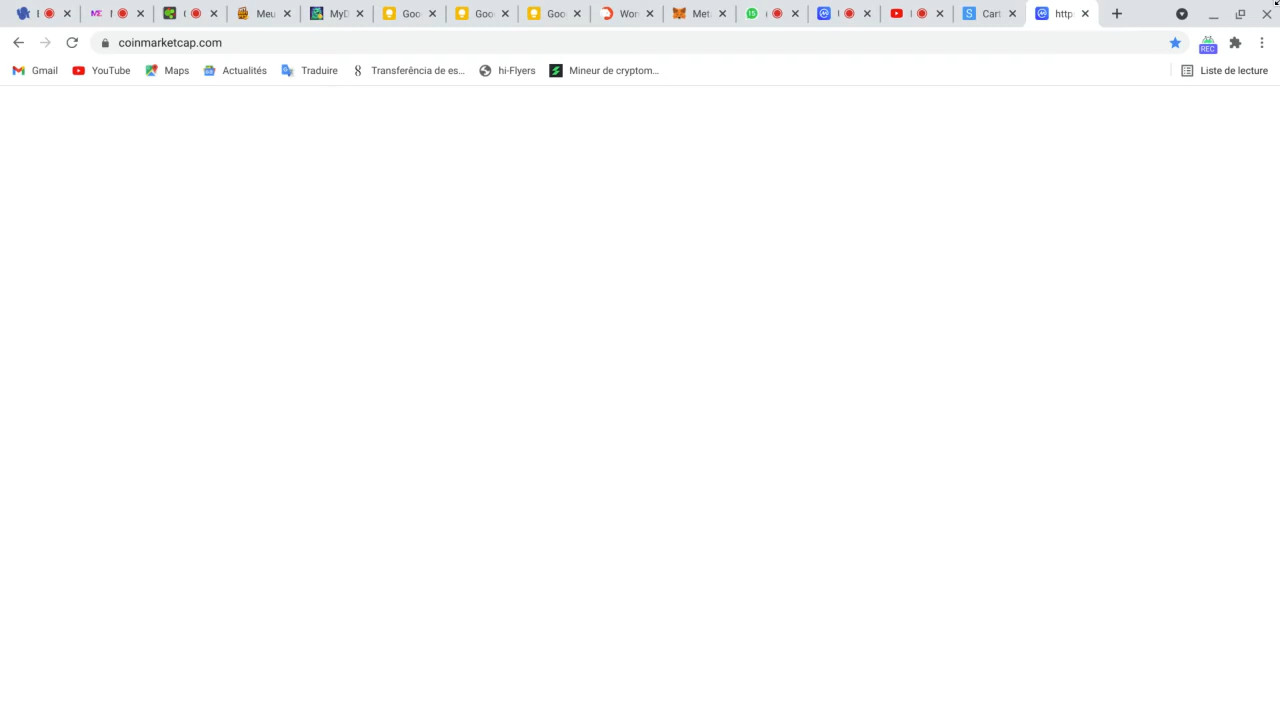 Meu
MyD
Goo
Goo
Goo
Wor
Met
Cart
http
coinmarketcap.com
REC
Gmail
YouTube
Maps
Actualités
Traduire
Transferência de es...
hi-Flyers
Mineur de cryptom...
Liste de lecture